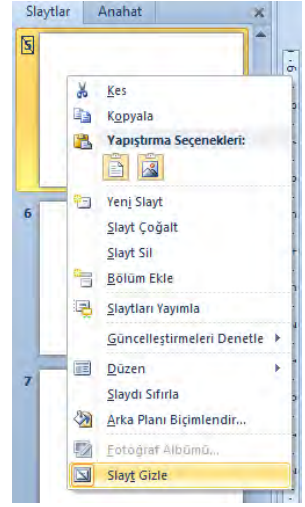 Slaytlar Anahat
5
Kes
Kopyala
Yapıştırma Seçenekleri:
Yeni Slayt
6
Slayt Çoğalt
Slayt Sil
Bölüm Ekle
Slaytları Yayımla
Güncelleştirmeleri Denetle
Düzen
7
Slaydı Sıfırla
Arka Planı Biçimlendir...
Fotoğraf Albümü...
Slayt Gizle